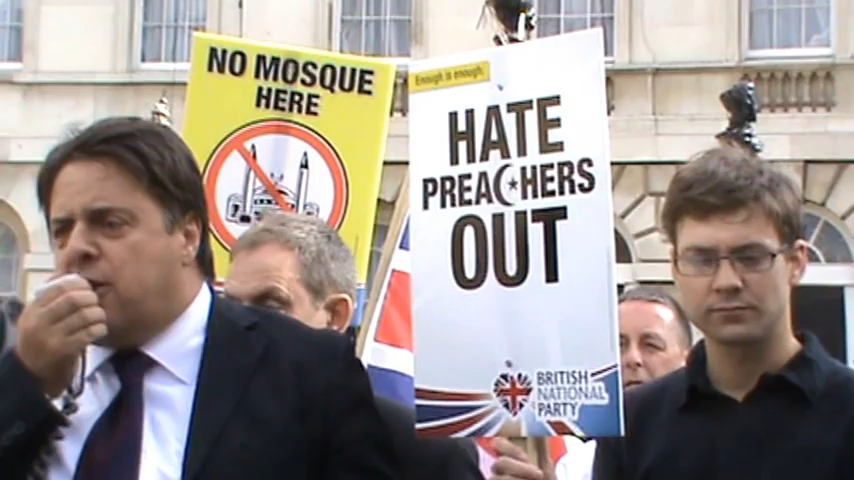 NO MOSQUE
HERE
Enough is enough:
HATE
PREACHERS
OUT
BRITISH
NATIONAL
PARTY